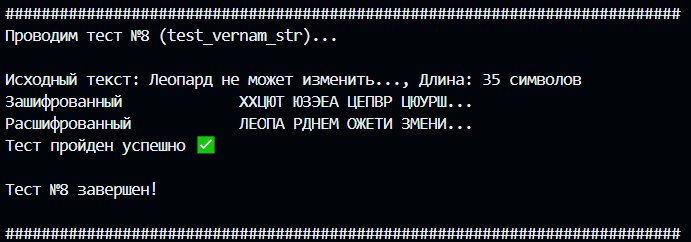 ################################################################################
Проводим тест №8 (test_vernam_str)...
Исходный текст: Леопард не может изменить..., Длина: 35 символов
Зашифрованный ХХЦЮТ ЮЗЭЕА ЦЕПВР ЦЮУРШ...
Расшифрованный ЛЕОПА РДНЕМ ОЖЕТИ ЗМЕНИ...
Тест пройден успешно ✅
Тест №8 завершен!
################################################################################